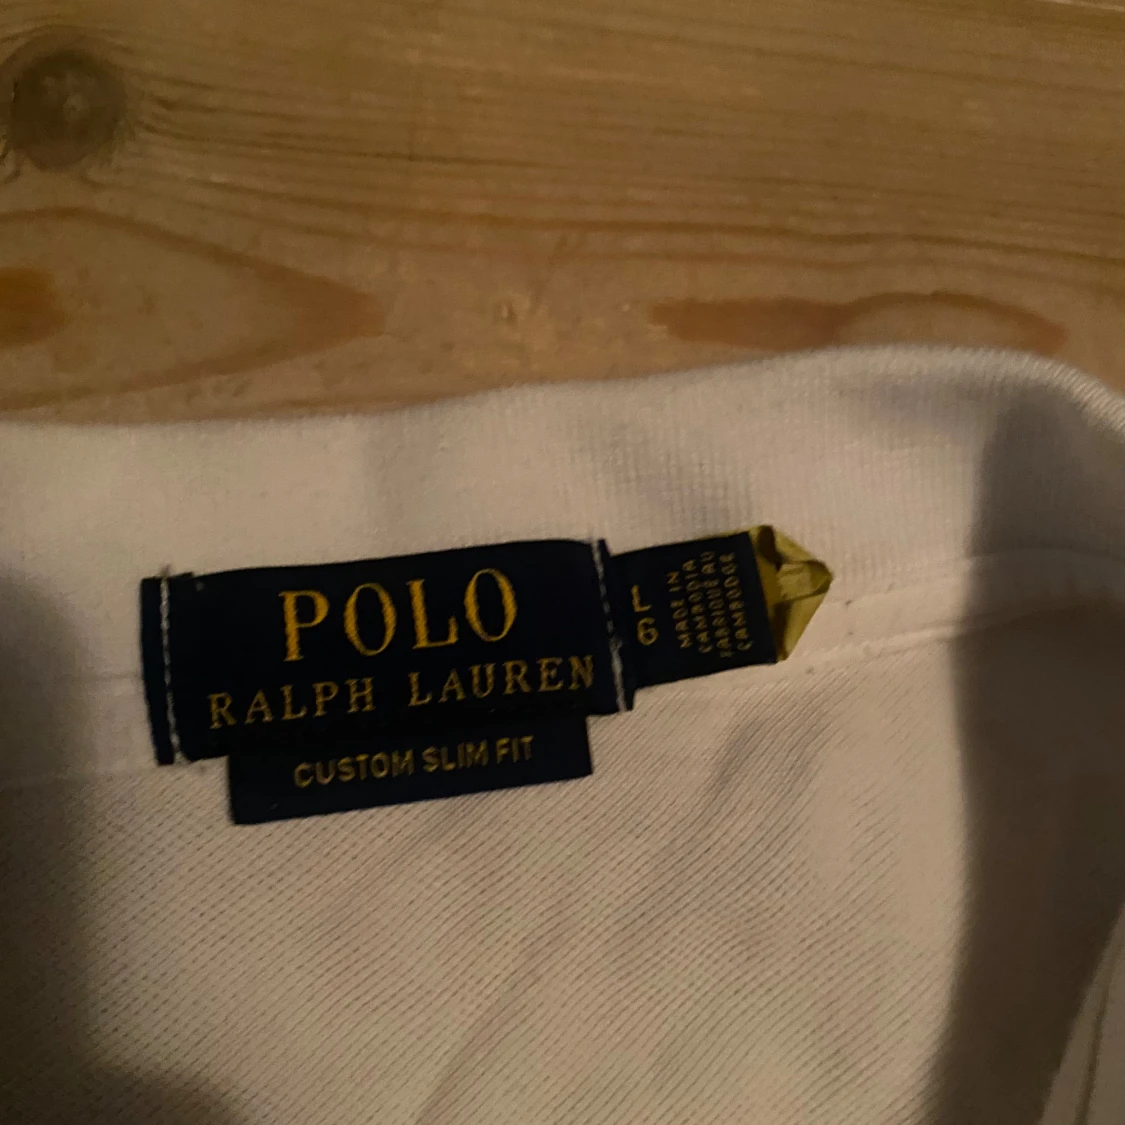 POLO
RALPH LAUREN
CUSTOM SLIM FIT
L
G
MADE IN
CAMBODIA
FABRIQUÉ AU
CAMBODGE